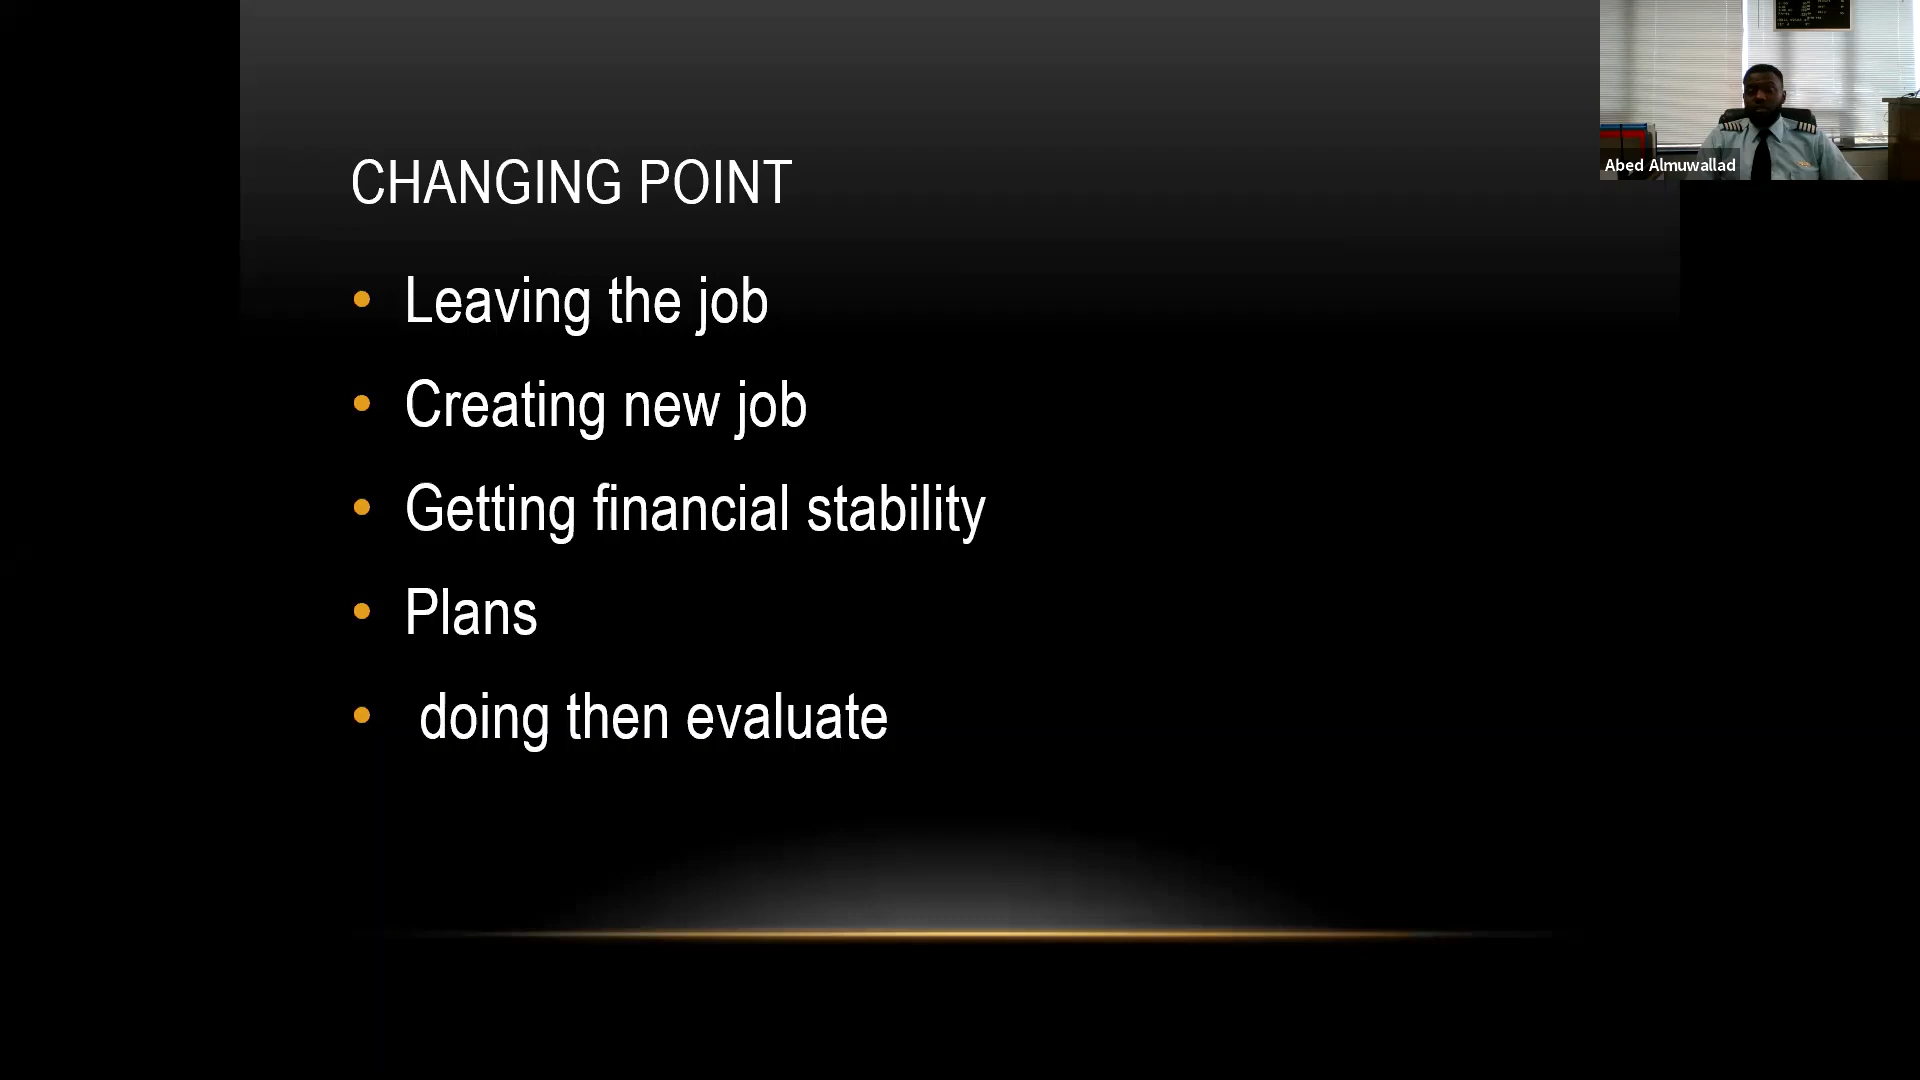 CHANGING POINT
• Leaving the job
• Creating new job
• Getting financial stability
• Plans
• doing then evaluate
Abed Almuwallad